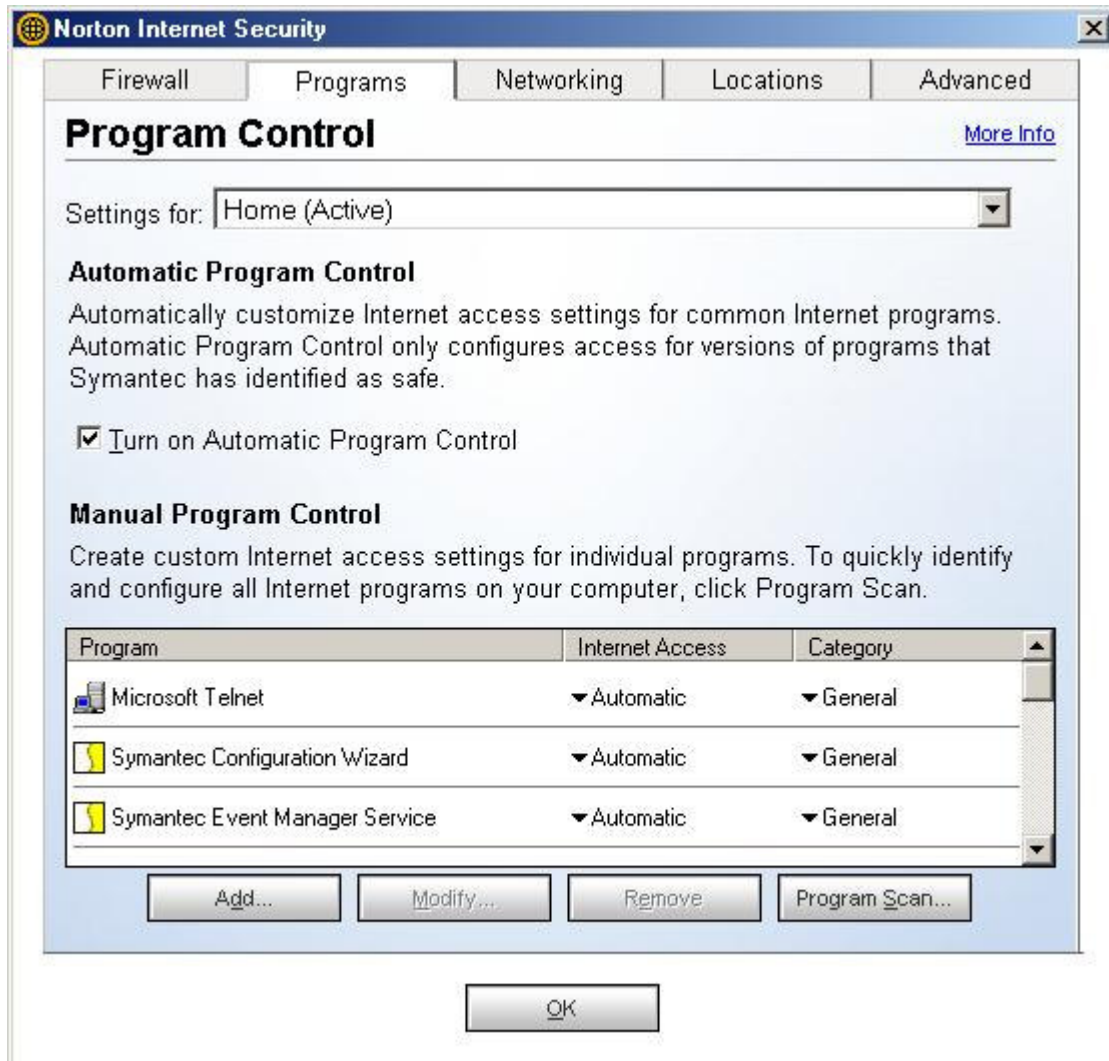 Norton Internet Security
Firewall
Programs
Networking
Locations
Advanced
Program Control
More Info
Settings for: Home (Active)
Automatic Program Control
Automatically customize Internet access settings for common Internet programs.
Automatic Program Control only configures access for versions of programs that
Symantec has identified as safe.
Turn on Automatic Program Control
Manual Program Control
Create custom Internet access settings for individual programs. To quickly identify
and configure all Internet programs on your computer, click Program Scan.
Program Internet Access Category
Microsoft Telnet Automatic General
Symantec Configuration Wizard Automatic General
Symantec Event Manager Service Automatic General
Add... Modify... Remove Program Scan...
OK